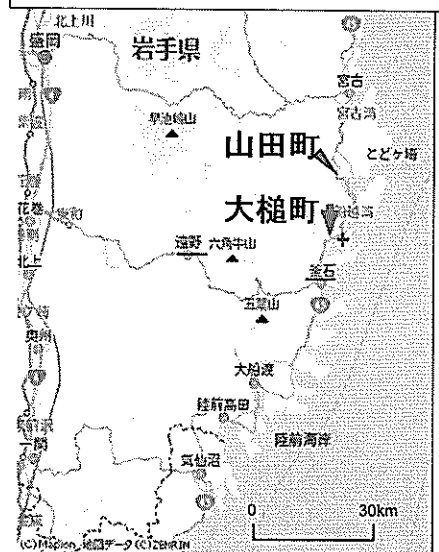 北上川
盛岡
岩手県
宮古
宮古湾
早池峰山
山田町
とどヶ埼
大槌町
花巻
遠野
六角牛山
北上
釜石
五葉山
奥州
大船渡
陸前高田
陸前海岸
一関
気仙沼
0
30km
(C)Mapion, 地図データ(C)ZENRIN